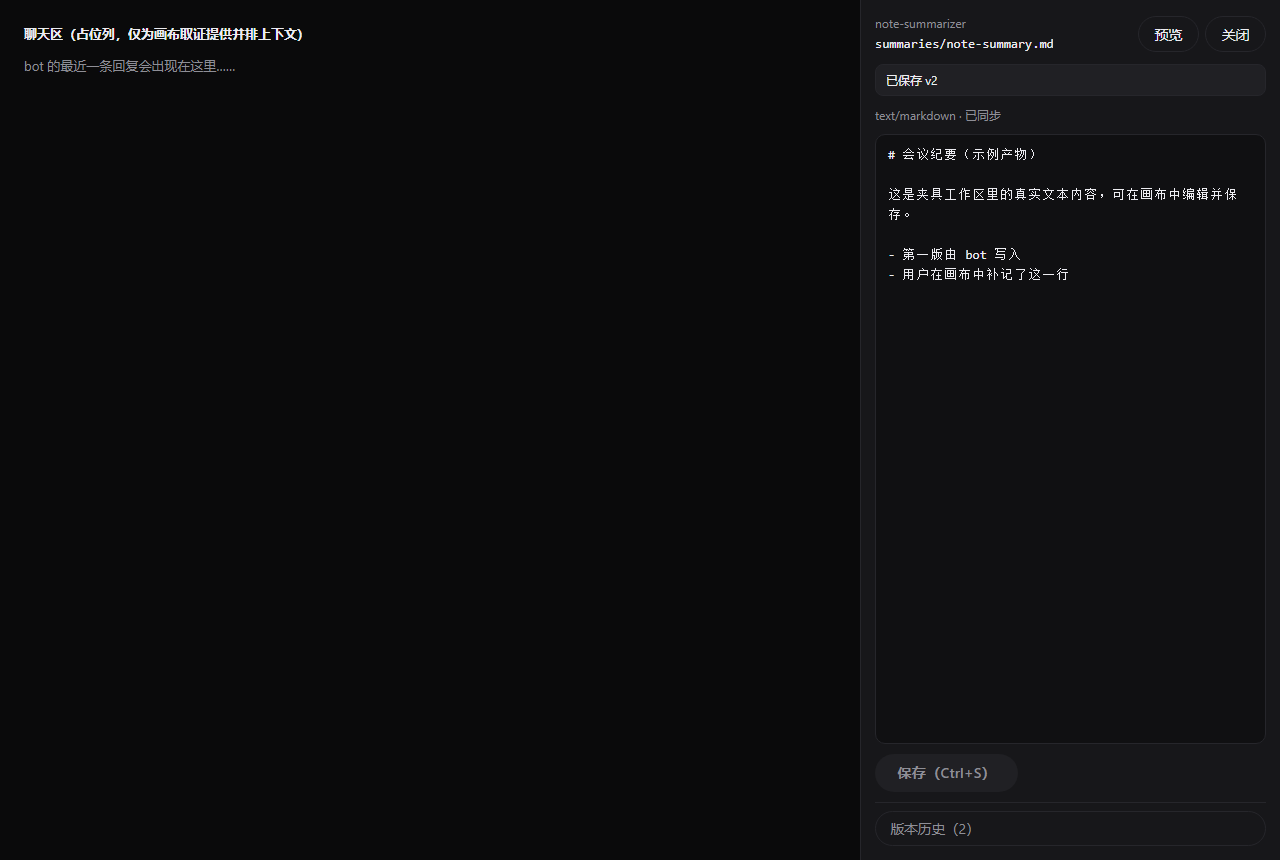 聊天区（占位列，仅为画布取证提供并排上下文）
bot 的最近一条回复会出现在这里……
note-summarizer
summaries/note-summary.md
预览
关闭
已保存 v2
text/markdown · 已同步
# 会议纪要（示例产物）
这是夹具工作区里的真实文本内容，可在画布中编辑并保
存。
- 第一版由 bot 写入
- 用户在画布中补记了这一行
保存（Ctrl+S）
版本历史（2）